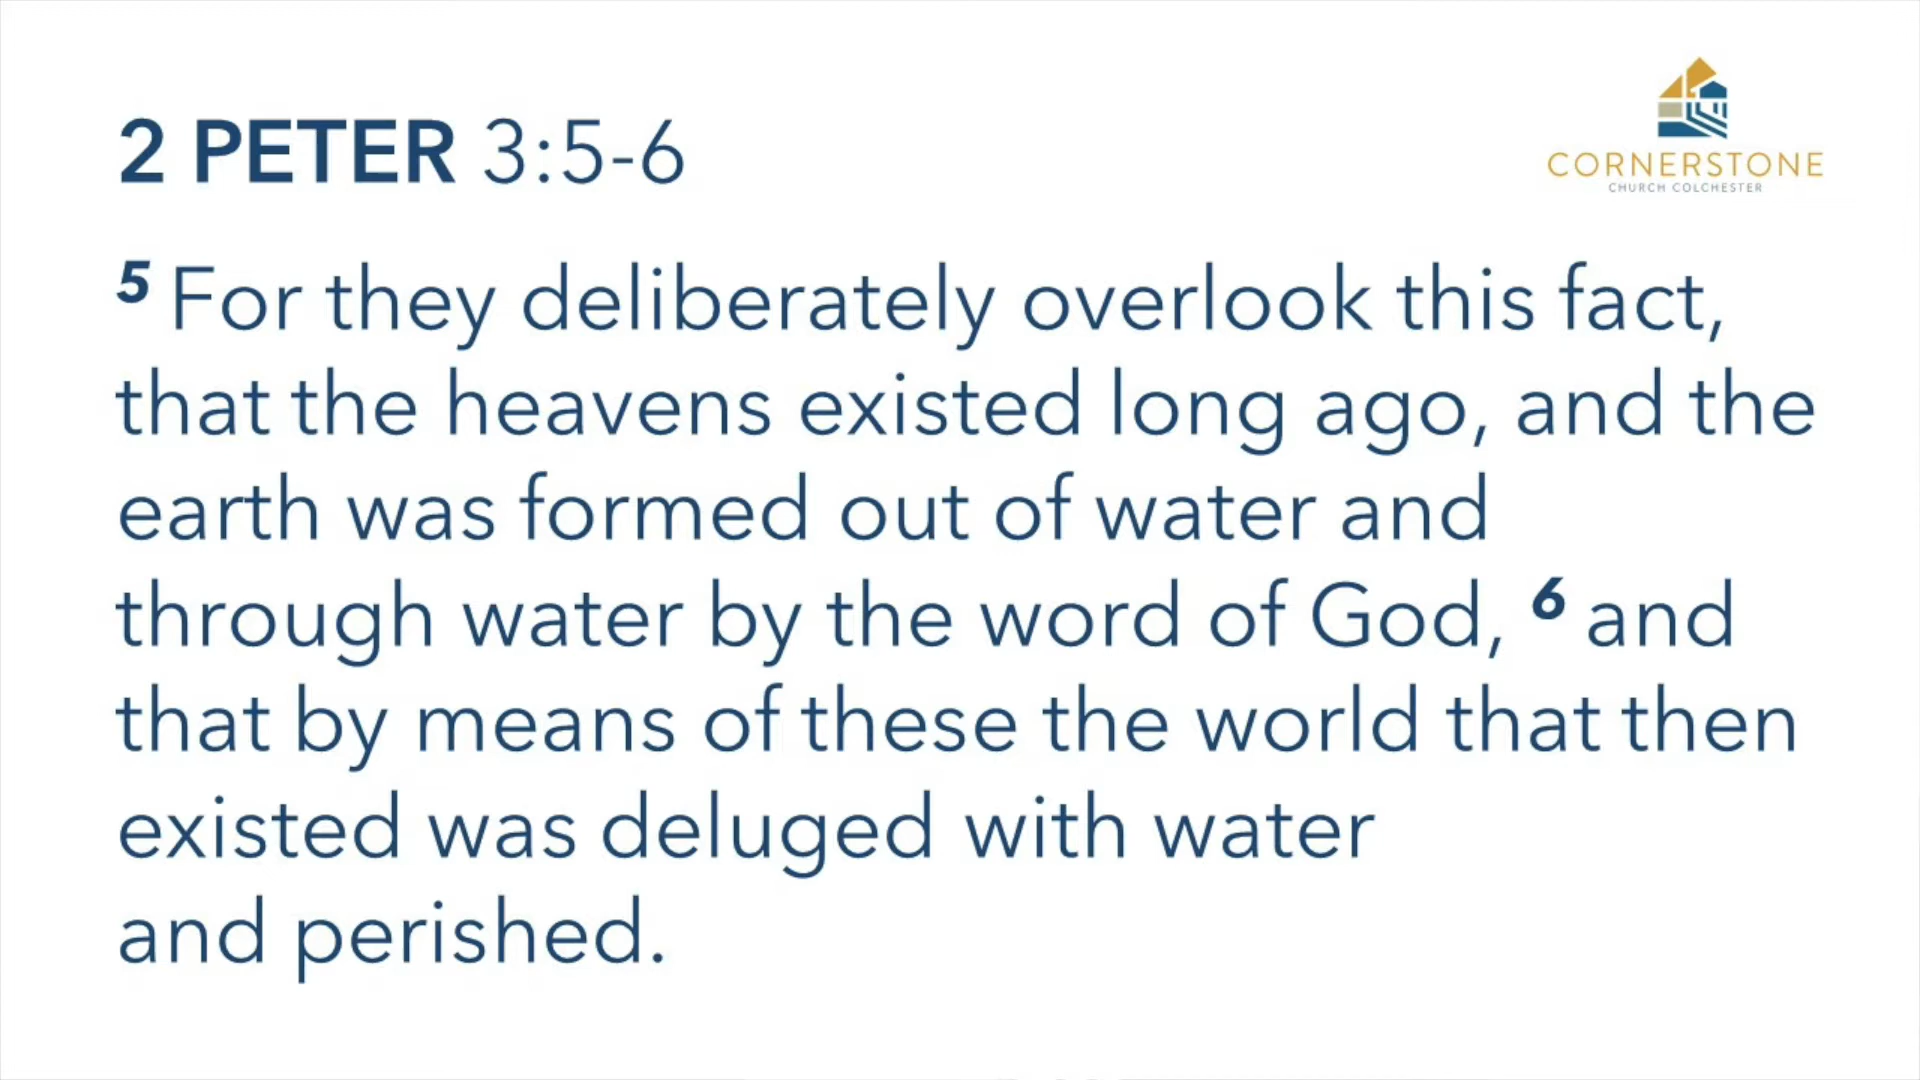 2 PETER 3:5-6
CORNERSTONE
CHURCH COLCHESTER
5 For they deliberately overlook this fact,
that the heavens existed long ago, and the
earth was formed out of water and
through water by the word of God, 6 and
that by means of these the world that then
existed was deluged with water
and perished.